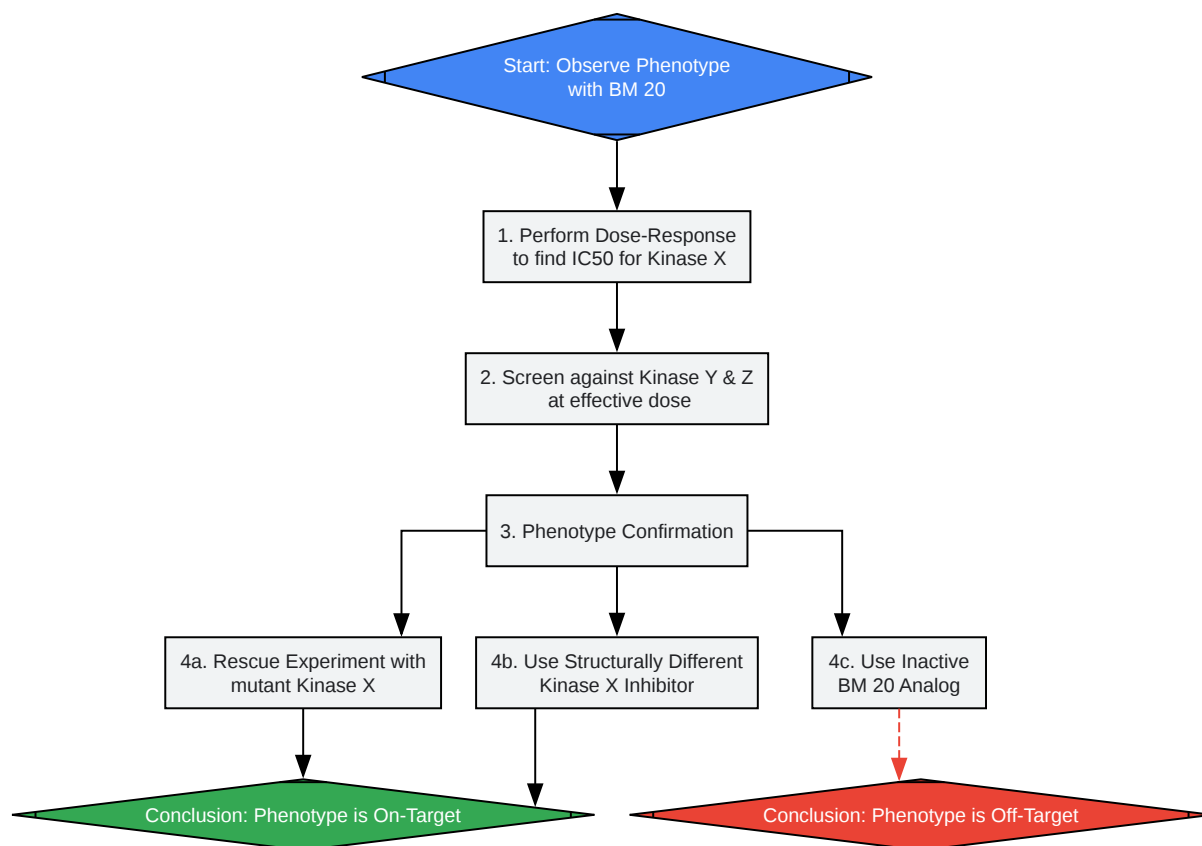 Start: Observe Phenotype
with BM 20
1. Perform Dose-Response
to find IC50 for Kinase X
2. Screen against Kinase Y & Z
at effective dose
3. Phenotype Confirmation
4a. Rescue Experiment with
mutant Kinase X
4b. Use Structurally Different
Kinase X Inhibitor
4c. Use Inactive
BM 20 Analog
Conclusion: Phenotype is On-Target
Conclusion: Phenotype is Off-Target